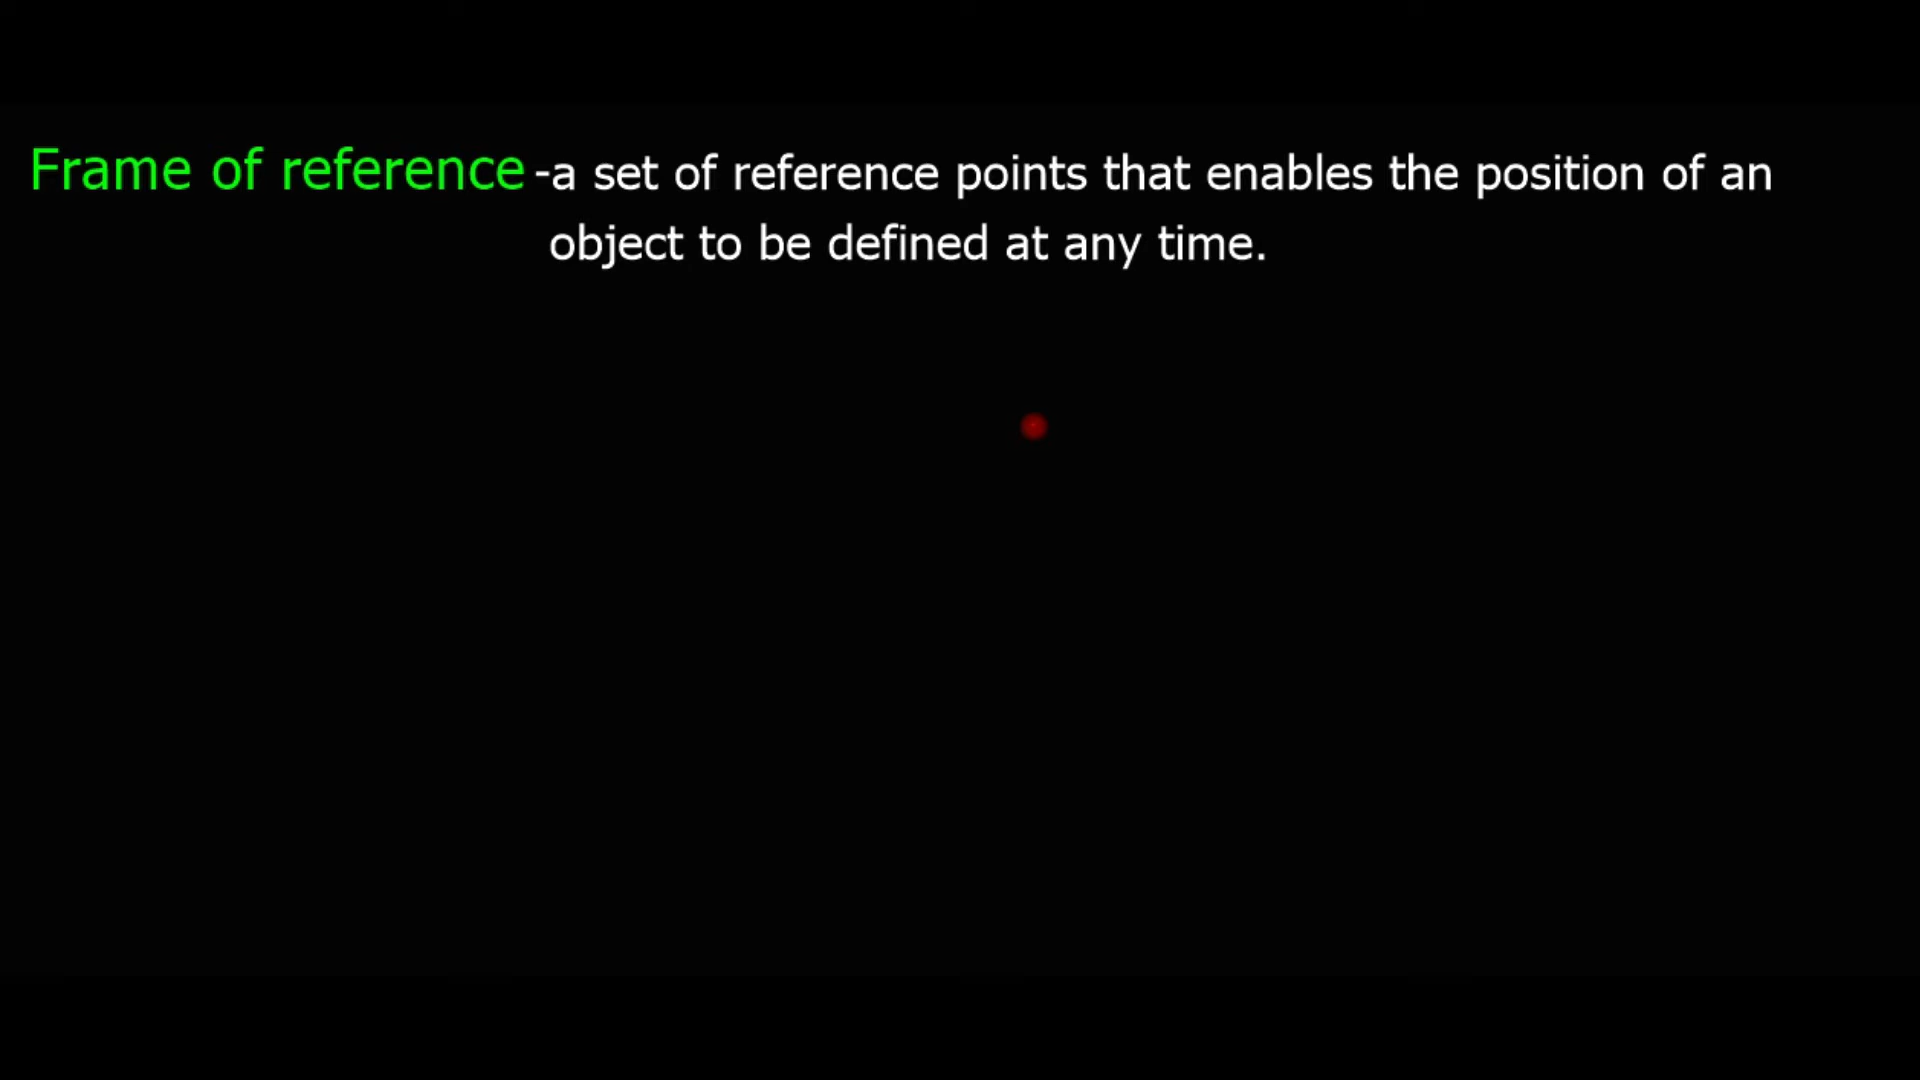 Frame of reference -a set of reference points that enables the position of an
object to be defined at any time.